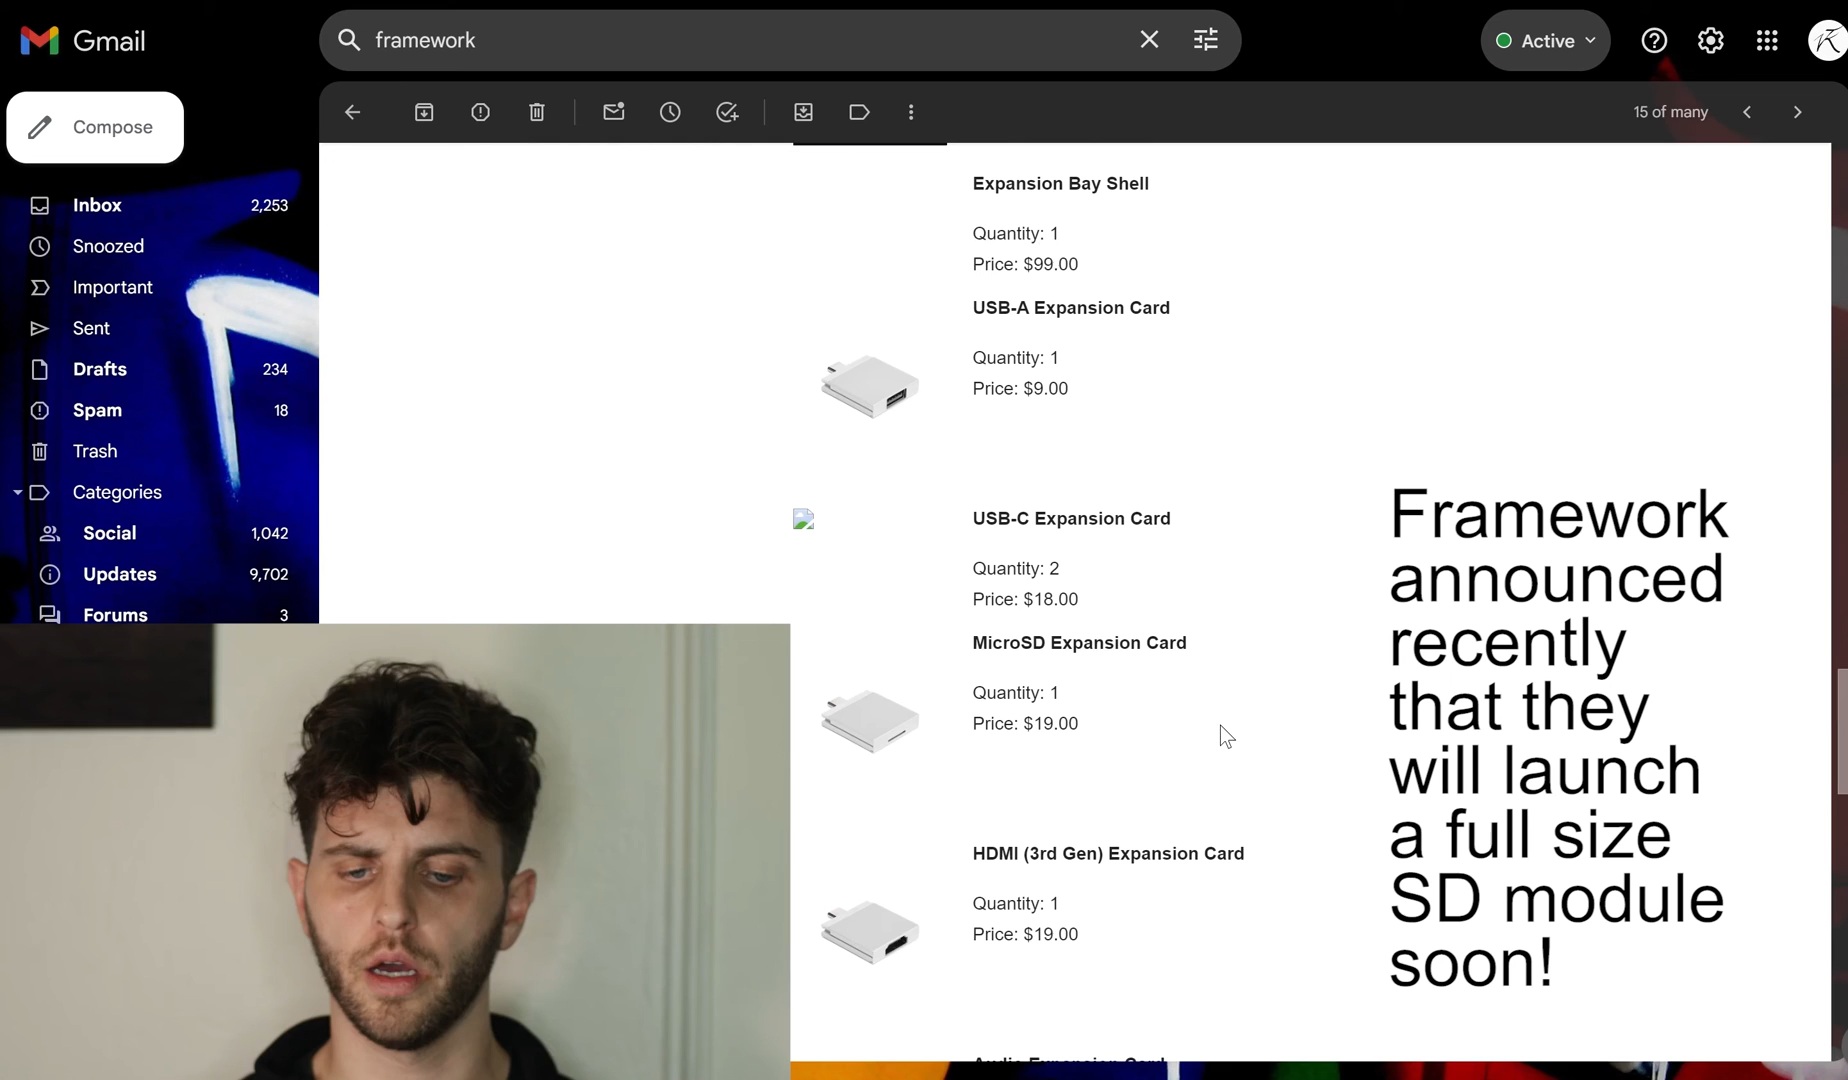 Gmail
framework
Active
Compose
15 of many
Inbox 2,253
Snoozed
Important
Sent
Drafts 234
Spam 18
Trash
Categories
Social 1,042
Updates 9,702
Forums 3
Expansion Bay Shell
Quantity: 1
Price: $99.00
USB-A Expansion Card
Quantity: 1
Price: $9.00
USB-C Expansion Card
Quantity: 2
Price: $18.00
MicroSD Expansion Card
Quantity: 1
Price: $19.00
HDMI (3rd Gen) Expansion Card
Quantity: 1
Price: $19.00
Audio Expansion Card
Framework
announced
recently
that they
will launch
a full size
SD module
soon!